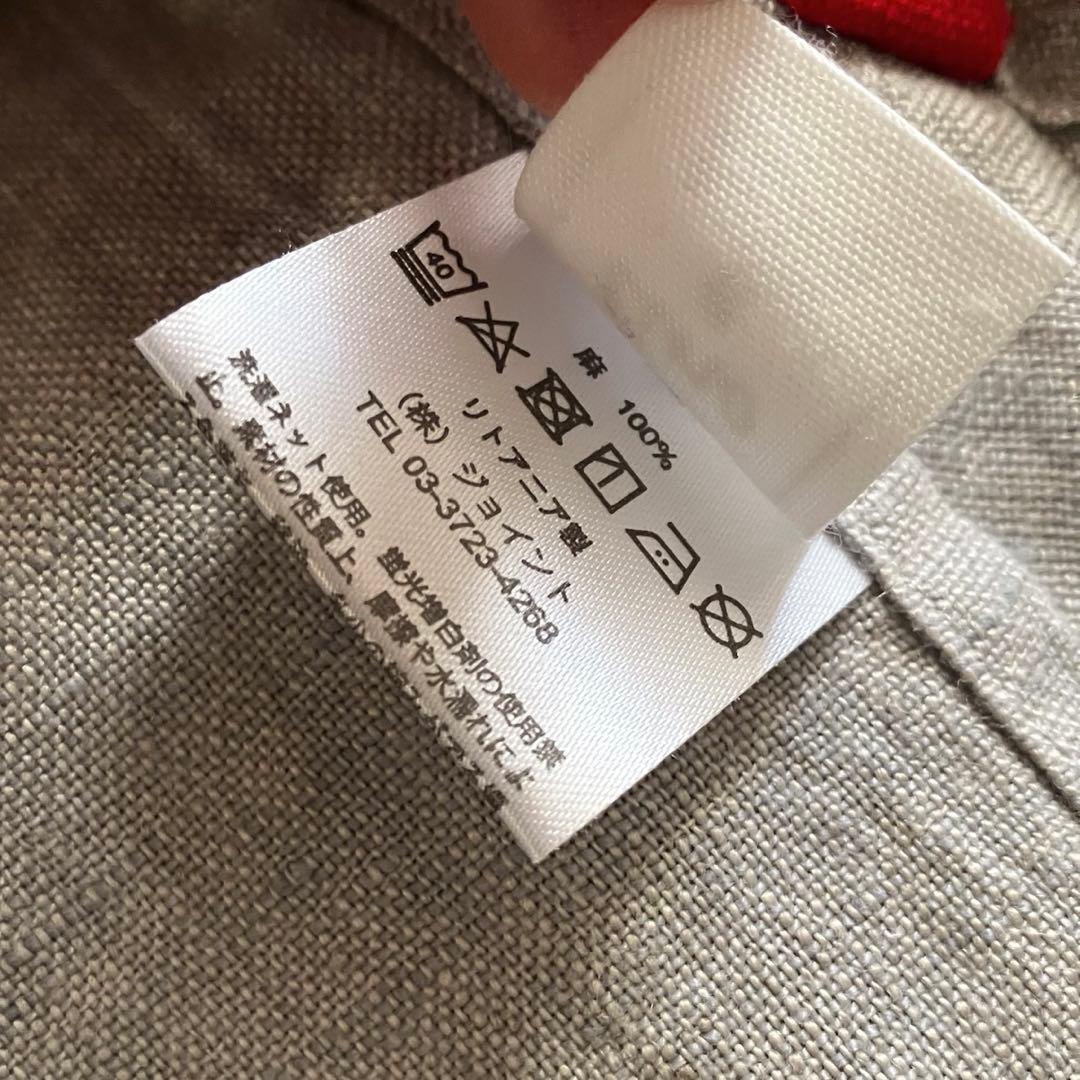 麻 100%
40
リトアニア製
(株)ジョイント
TEL 03-3723-4268
洗濯ネット使用。 蛍光増白剤の使用禁
止。素材の性質上、摩擦や水濡れによ